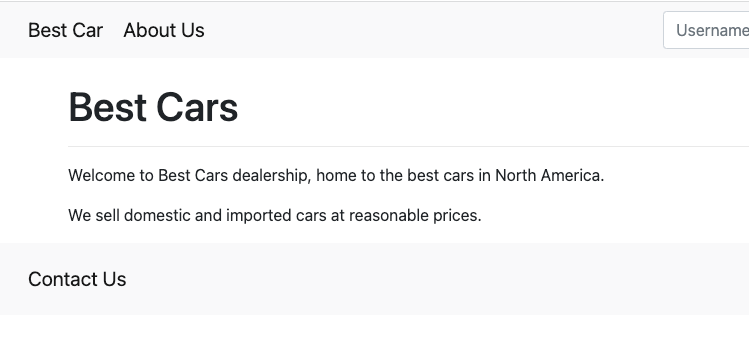 Best Car About Us Username
Best Cars
Welcome to Best Cars dealership, home to the best cars in North America.
We sell domestic and imported cars at reasonable prices.
Contact Us